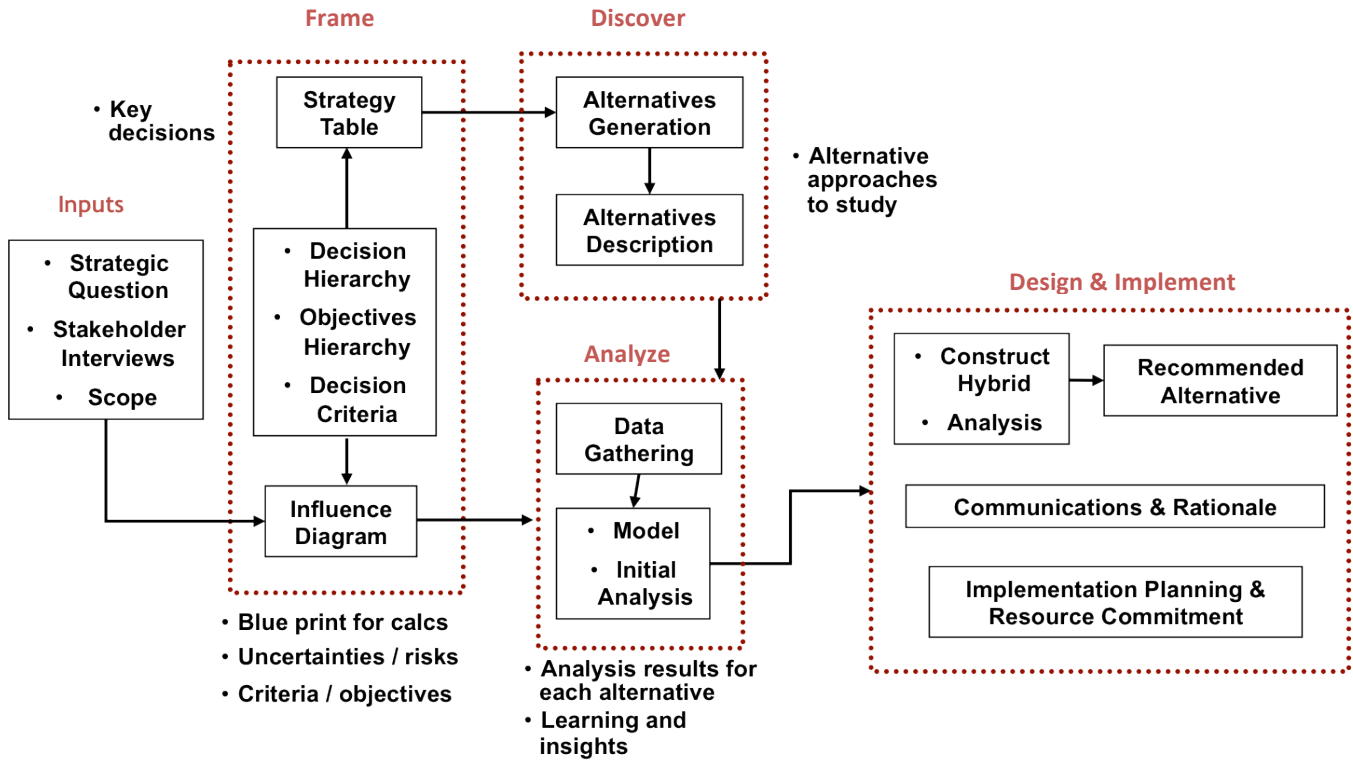 Frame
Discover
• Key
decisions
Strategy
Table
Alternatives
Generation
Alternatives
Description
• Alternative
approaches
to study
Inputs
• Strategic
Question
• Stakeholder
Interviews
• Scope
• Decision
Hierarchy
• Objectives
Hierarchy
• Decision
Criteria
Influence
Diagram
• Blue print for calcs
• Uncertainties / risks
• Criteria / objectives
Analyze
Data
Gathering
• Model
• Initial
Analysis
• Analysis results for
each alternative
• Learning and
insights
Design & Implement
• Construct
Hybrid
• Analysis
Recommended
Alternative
Communications & Rationale
Implementation Planning &
Resource Commitment